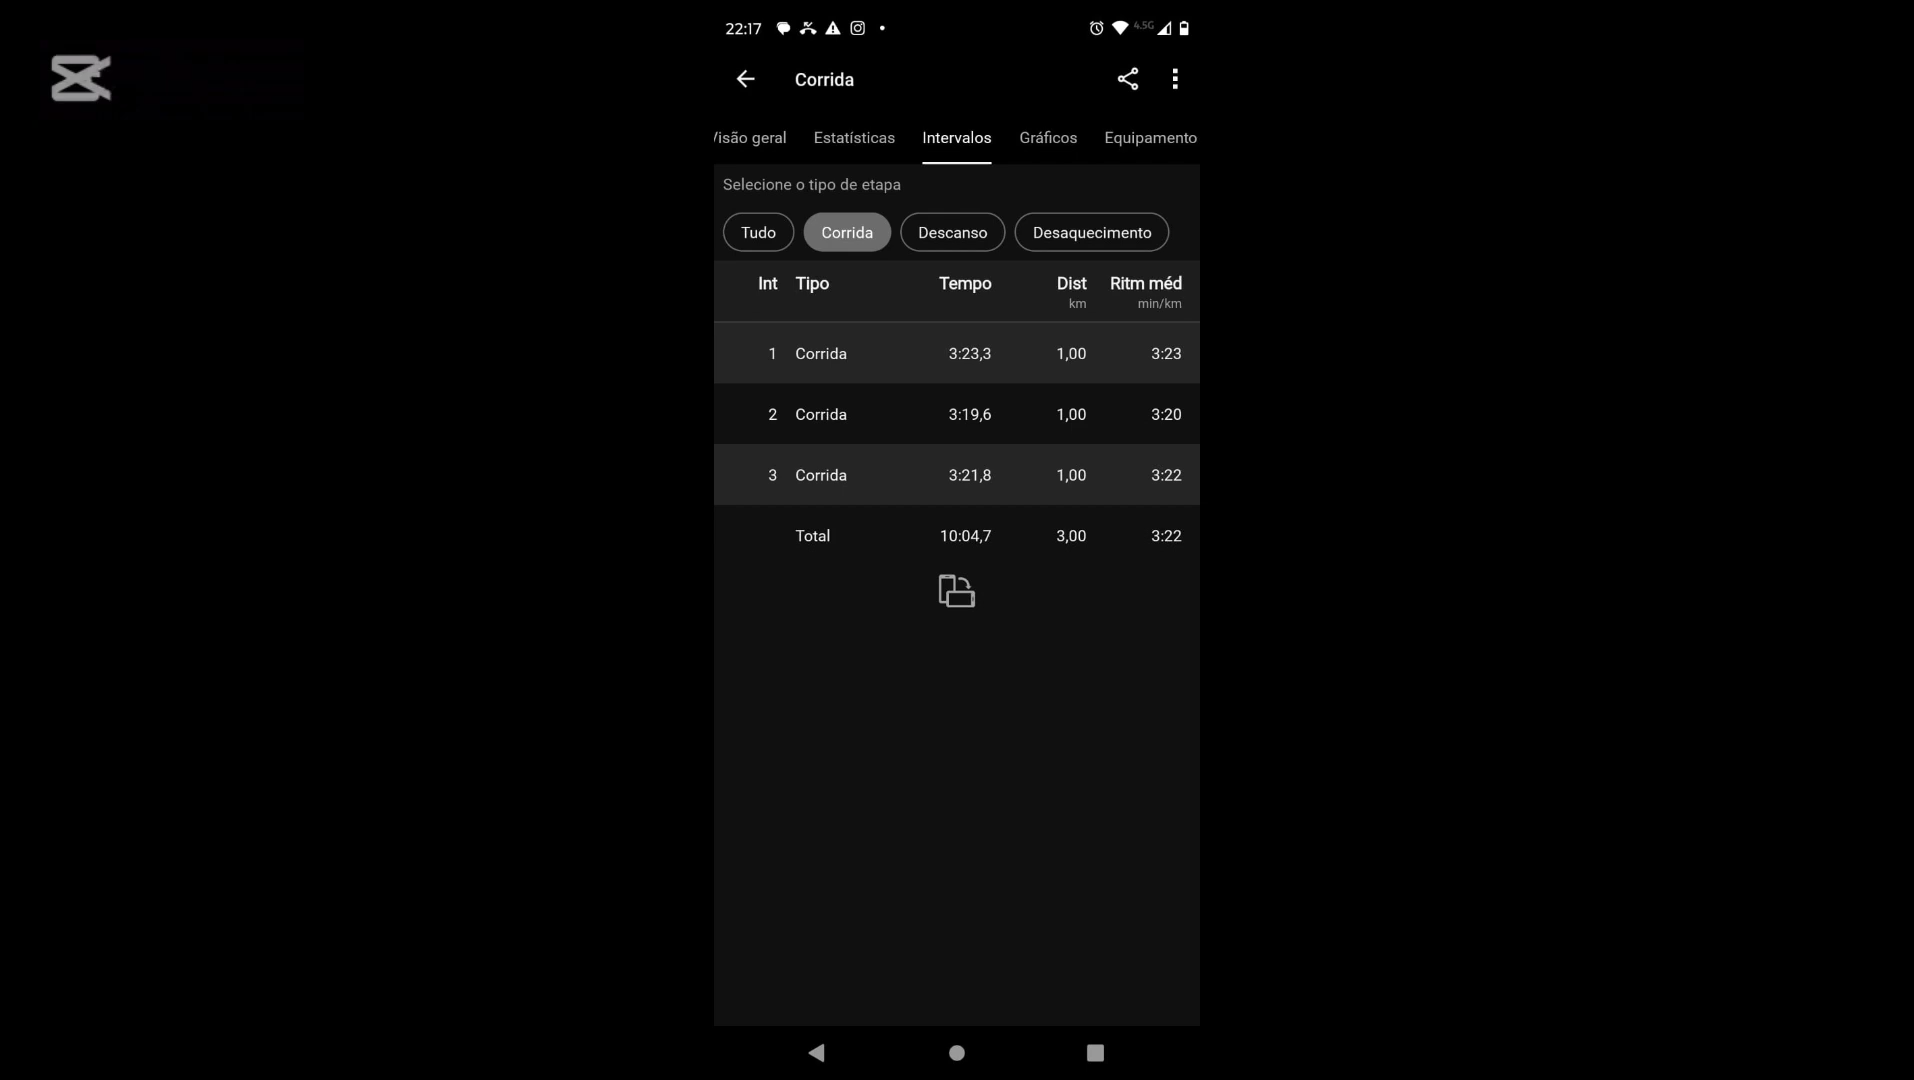 22:17 4.5G
Corrida
Visão geral Estatísticas Intervalos Gráficos Equipamento
Selecione o tipo de etapa
Tudo Corrida Descanso Desaquecimento
Int Tipo Tempo Dist Ritm méd
km min/km
1 Corrida 3:23,3 1,00 3:23
2 Corrida 3:19,6 1,00 3:20
3 Corrida 3:21,8 1,00 3:22
Total 10:04,7 3,00 3:22